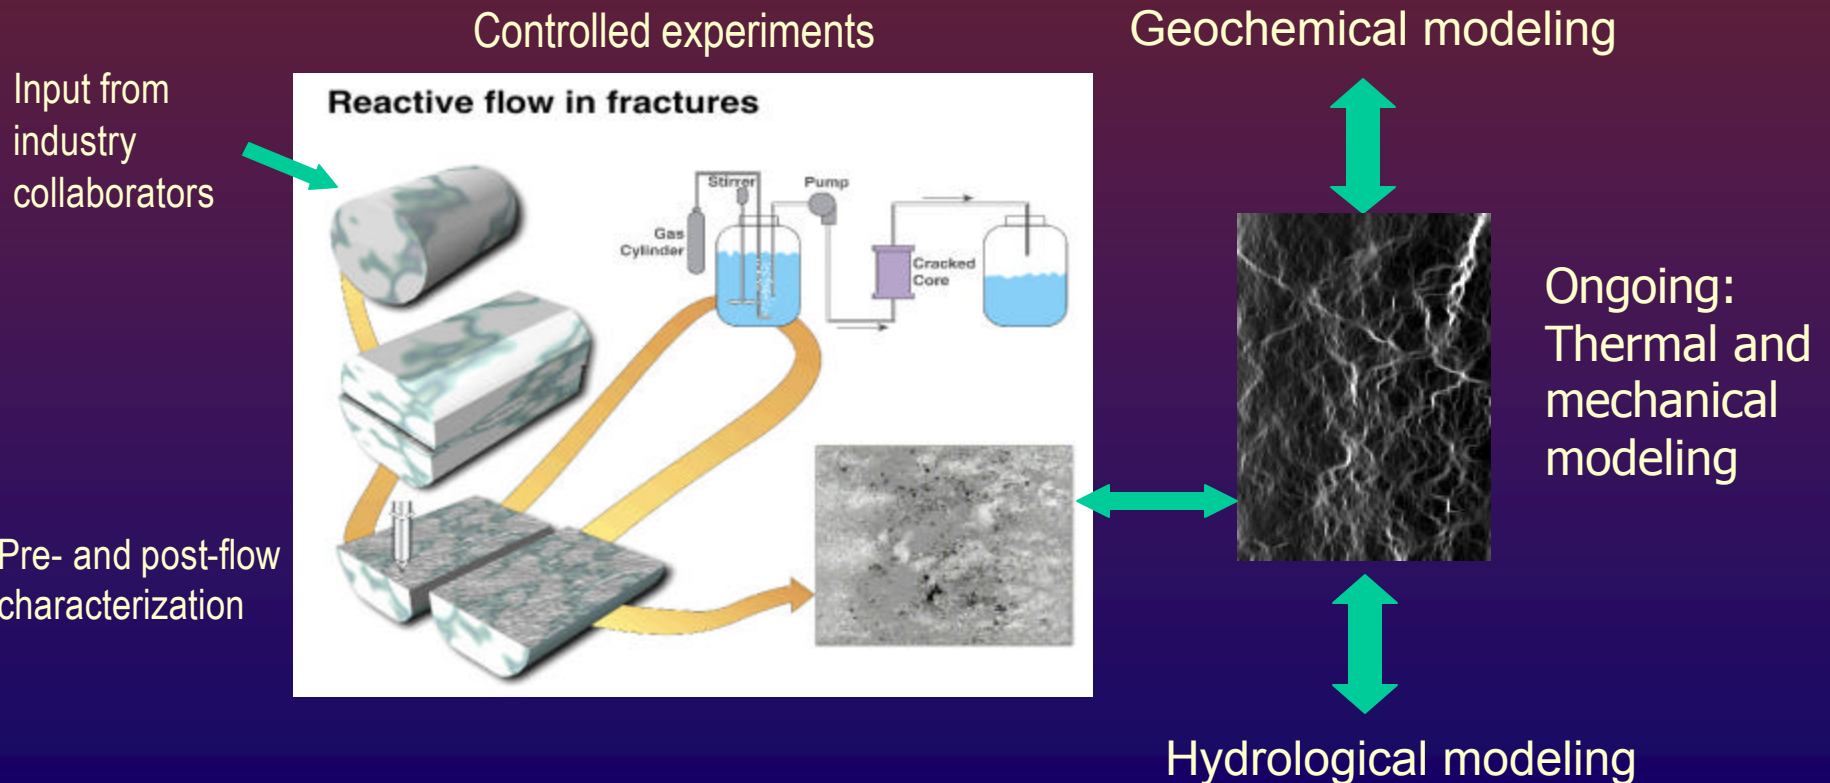 Controlled experiments
Geochemical modeling
Input from
industry
collaborators
Reactive flow in fractures
Stirrer
Pump
Gas
Cylinder
Cracked
Core
Ongoing:
Thermal and
mechanical
modeling
Pre- and post-flow
characterization
Hydrological modeling